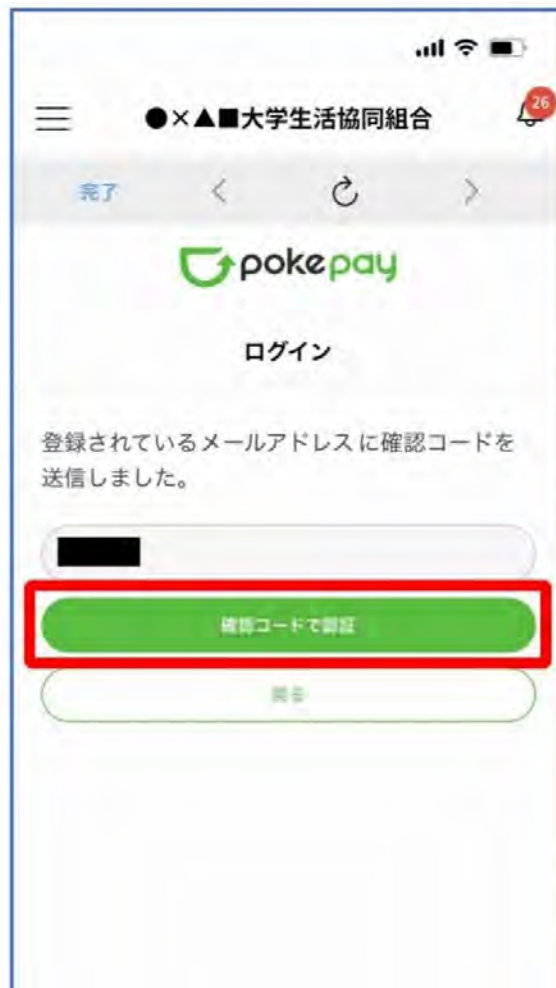 26
●×▲■大学生活協同組合
完了
pokepay
ログイン
登録されているメールアドレスに確認コードを
送信しました。
確認コードで認証
戻る